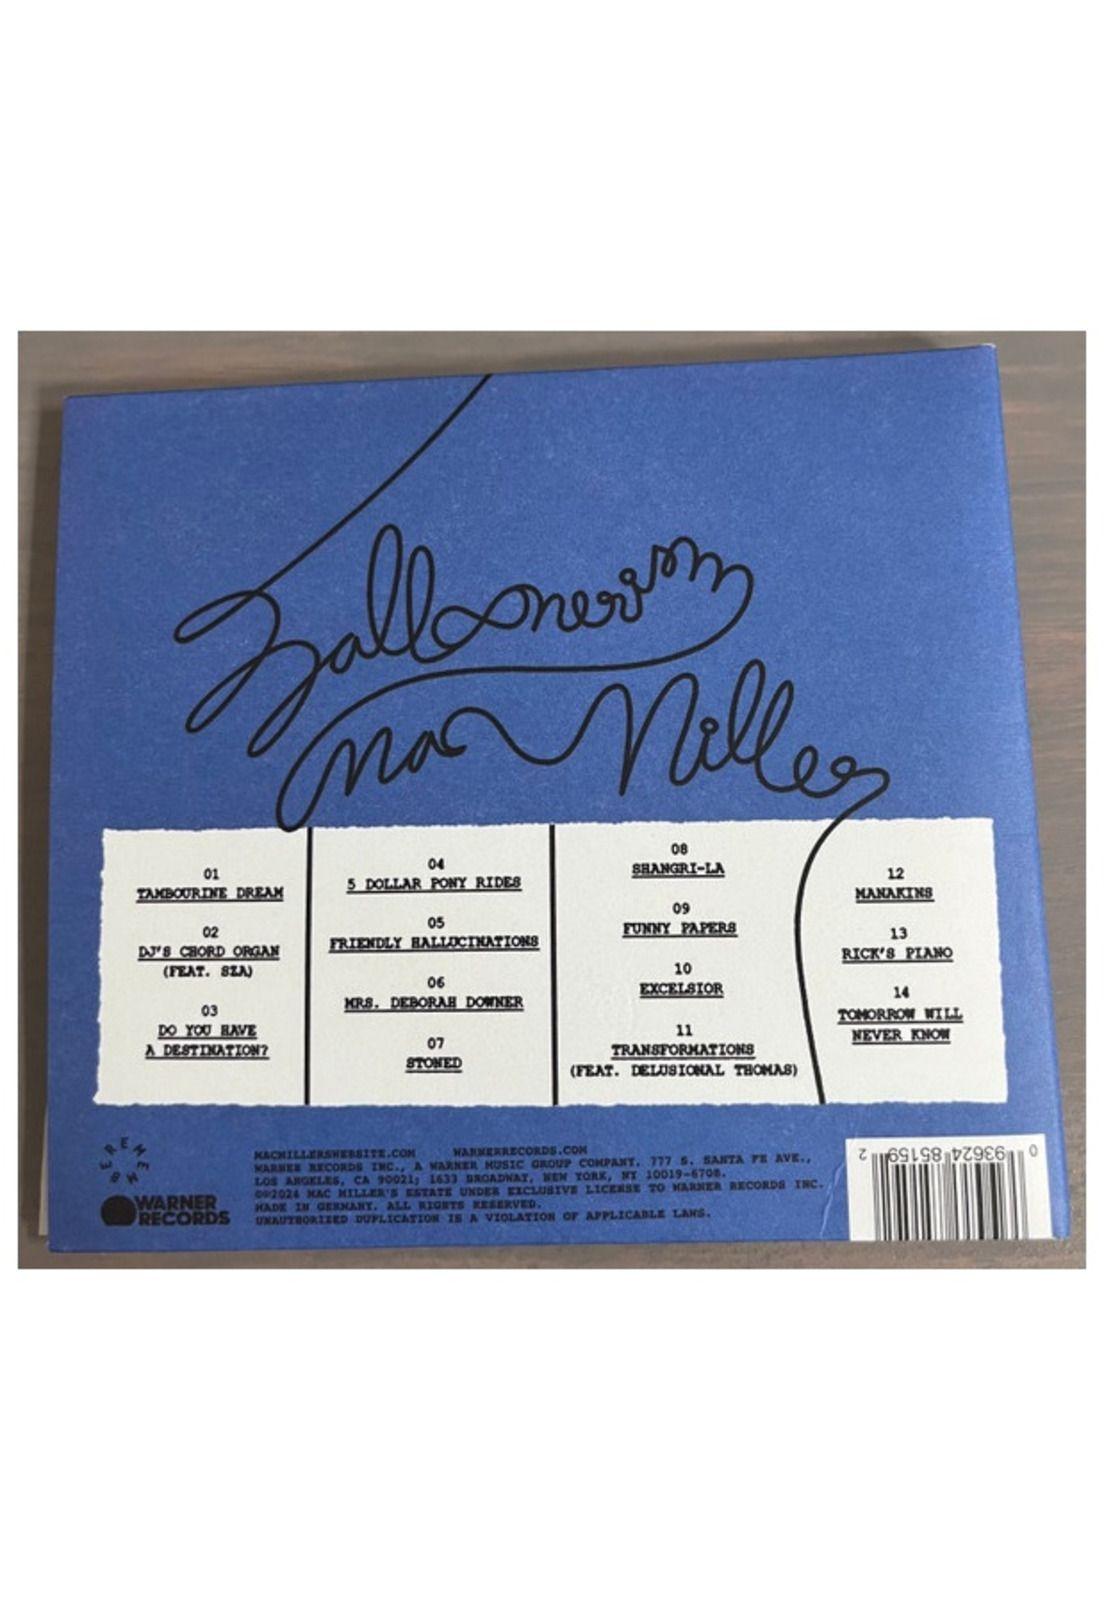 Balloonerism
Mac Miller
01
TAMBOURINE DREAM
02
DJ'S CHORD ORGAN
(FEAT. SZA)
03
DO YOU HAVE
A DESTINATION?
04
5 DOLLAR PONY RIDES
05
FRIENDLY HALLUCINATIONS
06
MRS. DEBORAH DOWNER
07
STONED
08
SHANGRI-LA
09
FUNNY PAPERS
10
EXCELSIOR
11
TRANSFORMATIONS
(FEAT. DELUSIONAL THOMAS)
12
MANAKINS
13
RICK'S PIANO
14
TOMORROW WILL
NEVER KNOW
WARNER
RECORDS
MACMILLERSWEBSITE.COM WARNERRECORDS.COM
WARNER RECORDS INC., A WARNER MUSIC GROUP COMPANY. 777 S. SANTA FE AVE.,
LOS ANGELES, CA 90021; 1633 BROADWAY, NEW YORK, NY 10019-6708.
©℗2024 MAC MILLER'S ESTATE UNDER EXCLUSIVE LICENSE TO WARNER RECORDS INC.
MADE IN GERMANY. ALL RIGHTS RESERVED.
UNAUTHORIZED DUPLICATION IS A VIOLATION OF APPLICABLE LAWS.
0 93624 85159 2